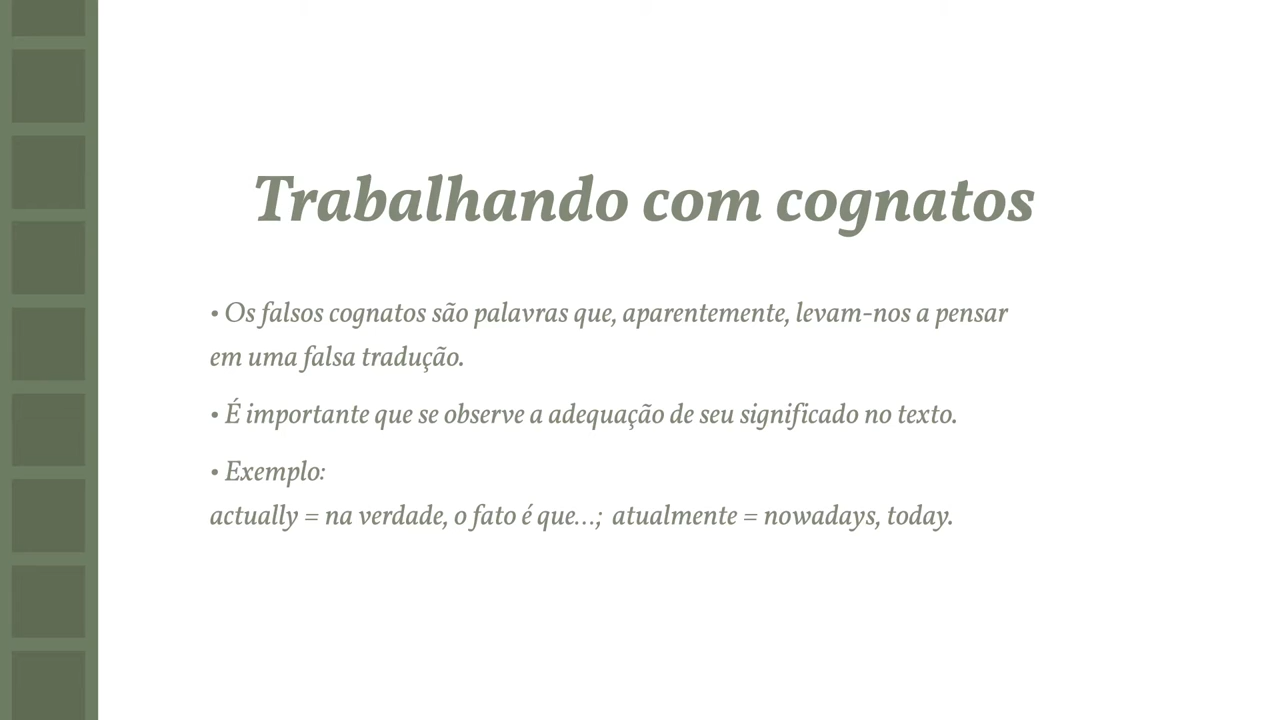 Trabalhando com cognatos
• Os falsos cognatos são palavras que, aparentemente, levam-nos a pensar
em uma falsa tradução.
• É importante que se observe a adequação de seu significado no texto.
• Exemplo:
actually = na verdade, o fato é que...; atualmente = nowadays, today.